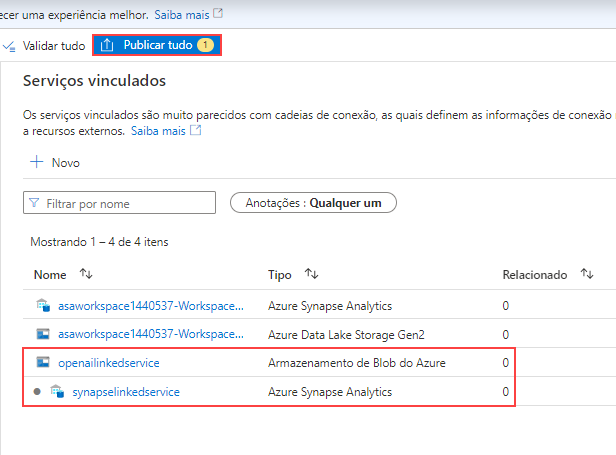 ecer uma experiência melhor. Saiba mais
Validar tudo Publicar tudo 1
Serviços vinculados
Os serviços vinculados são muito parecidos com cadeias de conexão, as quais definem as informações de conexão
a recursos externos. Saiba mais
Novo
Filtrar por nome Anotações : Qualquer um
Mostrando 1 – 4 de 4 itens
Nome Tipo Relacionado
asaworkspace1440537-Workspace... Azure Synapse Analytics 0
asaworkspace1440537-Workspace... Azure Data Lake Storage Gen2 0
openailinkedservice Armazenamento de Blob do Azure 0
synapselinkedservice Azure Synapse Analytics 0